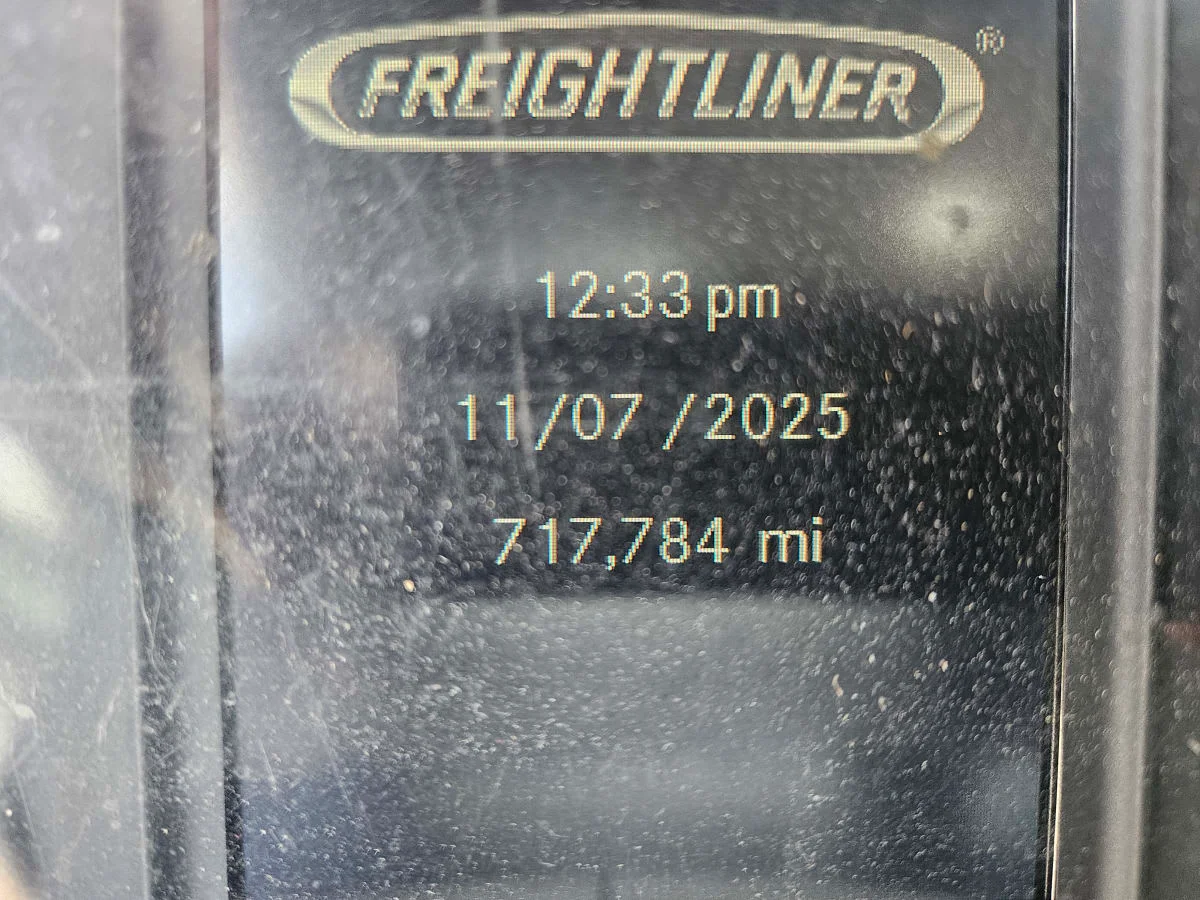 FREIGHTLINER®
12:33 pm
11/07/2025
717,784 mi